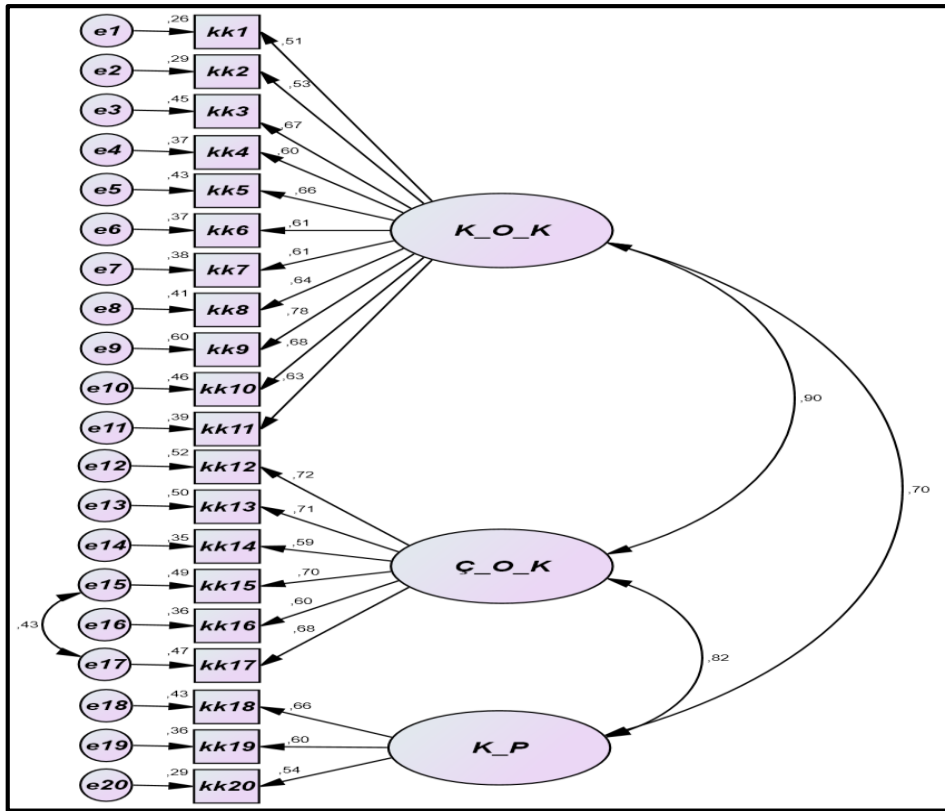 e1 ,26 kk1 ,51
e2 ,29 kk2 ,53
e3 ,45 kk3 ,67
e4 ,37 kk4 ,60
e5 ,43 kk5 ,66
e6 ,37 kk6 ,61 K_O_K
e7 ,38 kk7 ,61
e8 ,41 kk8 ,64
e9 ,60 kk9 ,78
e10 ,46 kk10 ,68
e11 ,39 kk11 ,63
,90
e12 ,52 kk12 ,72
,70
e13 ,50 kk13 ,71
e14 ,35 kk14 ,59 Ç_O_K
e15 ,49 kk15 ,70
,43 e16 ,36 kk16 ,60
e17 ,47 kk17 ,68
,82
e18 ,43 kk18 ,66
e19 ,36 kk19 ,60 K_P
e20 ,29 kk20 ,54